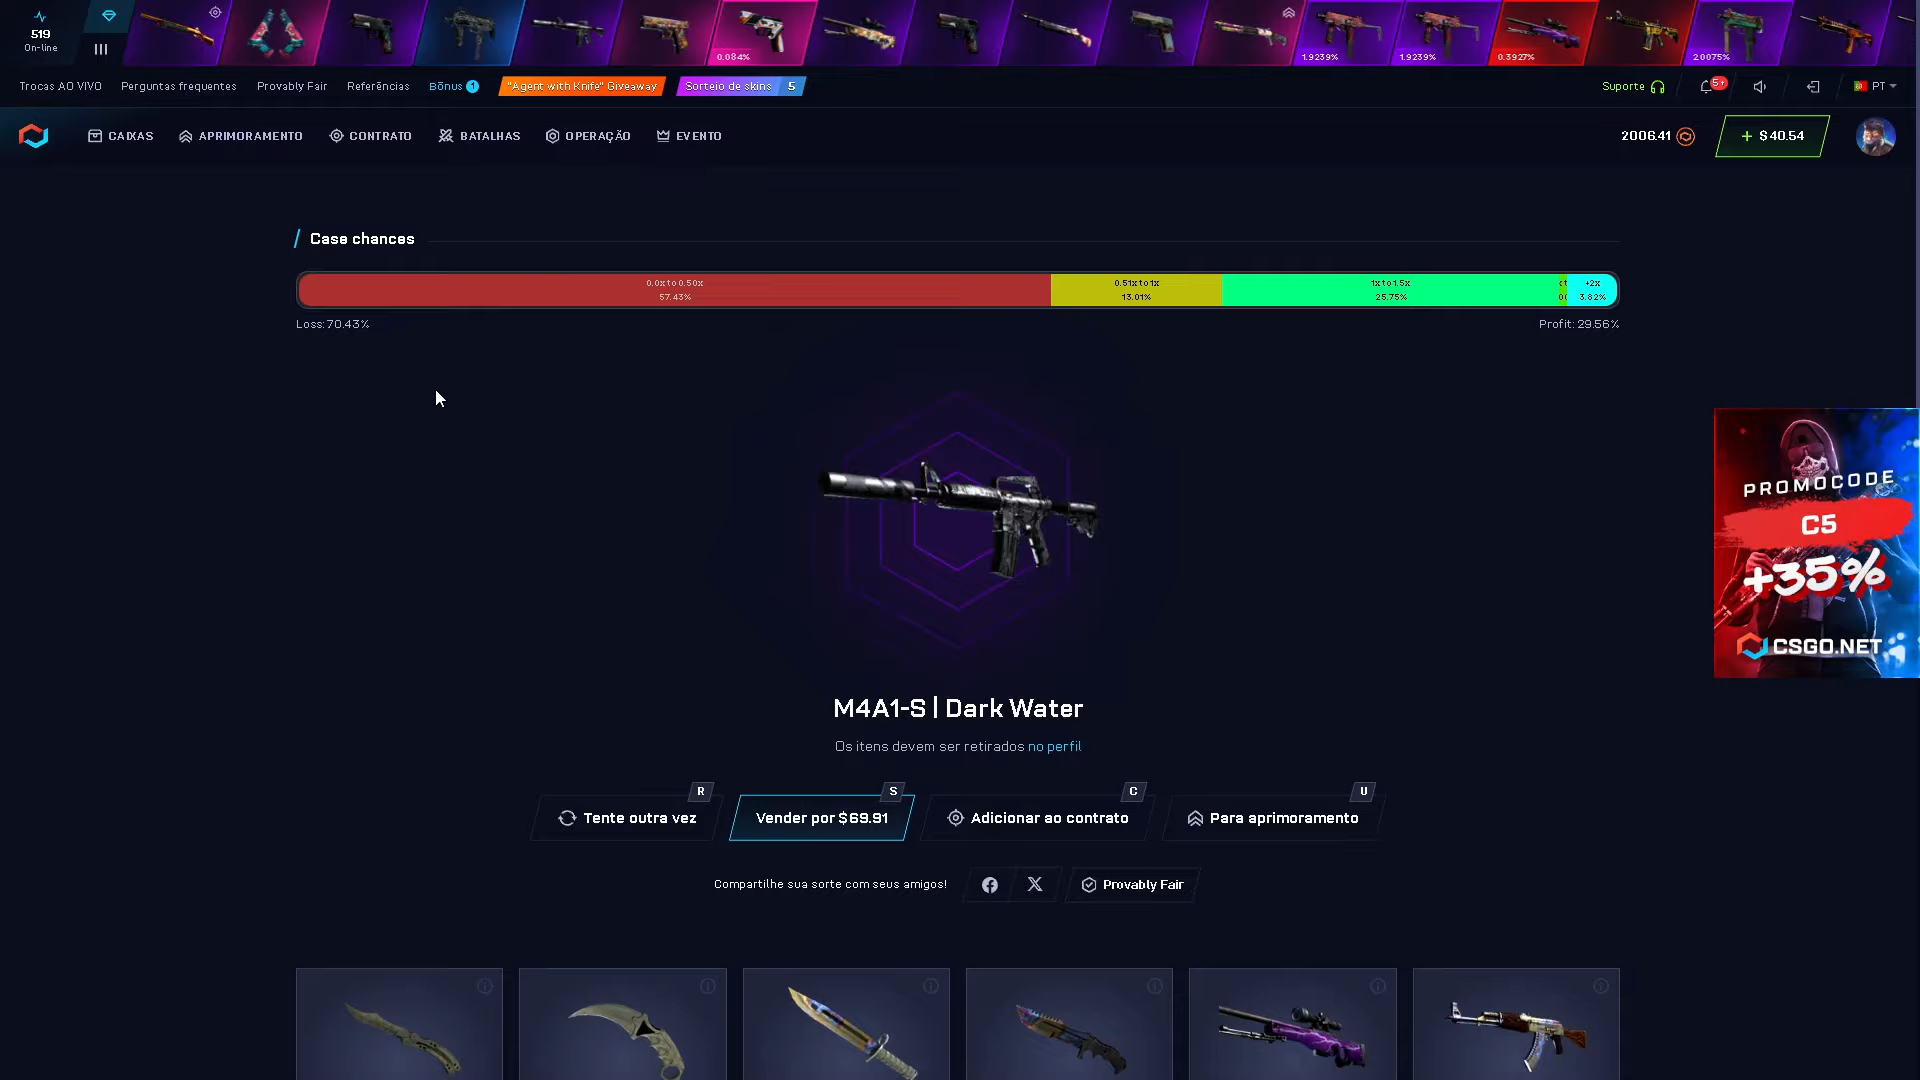 519
On-line
0.084%
1.9239%
1.9239%
0.3927%
2.0075%
Trocas AO VIVO
Perguntas frequentes
Provably Fair
Referências
Bônus 1
"Agent with Knife" Giveaway
Sorteio de skins 5
Suporte
5+
PT
CAIXAS
APRIMORAMENTO
CONTRATO
BATALHAS
OPERAÇÃO
EVENTO
2006.41
+ $40.54
Case chances
0.0x to 0.50x
57.43%
0.51x to 1x
13.01%
1x to 1.5x
25.75%
+2x
3.82%
Loss: 70.43%
Profit: 29.56%
PROMOCODE
C5
+35%
CSGO.NET
M4A1-S | Dark Water
Os itens devem ser retirados no perfil
R
Tente outra vez
S
Vender por $69.91
C
Adicionar ao contrato
U
Para aprimoramento
Compartilhe sua sorte com seus amigos!
Provably Fair